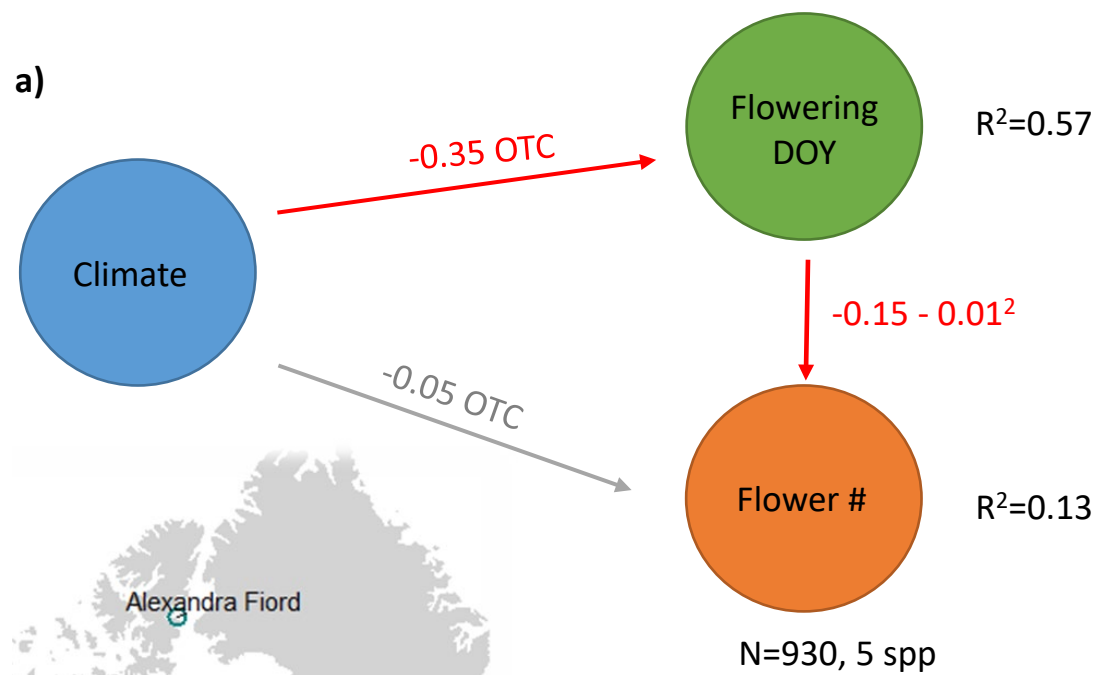 a)
Flowering
DOY
R²=0.57
-0.35 OTC
Climate
-0.15 - 0.01²
-0.05 OTC
Flower #
R²=0.13
Alexandra Fiord
N=930, 5 spp